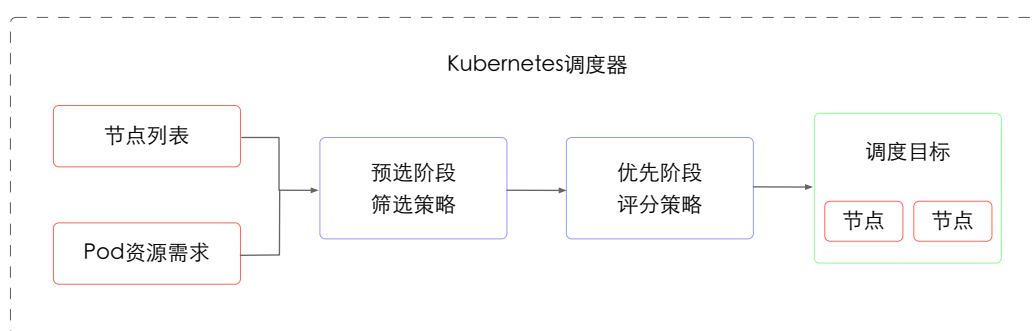 Kubernetes调度器
节点列表
Pod资源需求
预选阶段
筛选策略
优先阶段
评分策略
调度目标
节点
节点